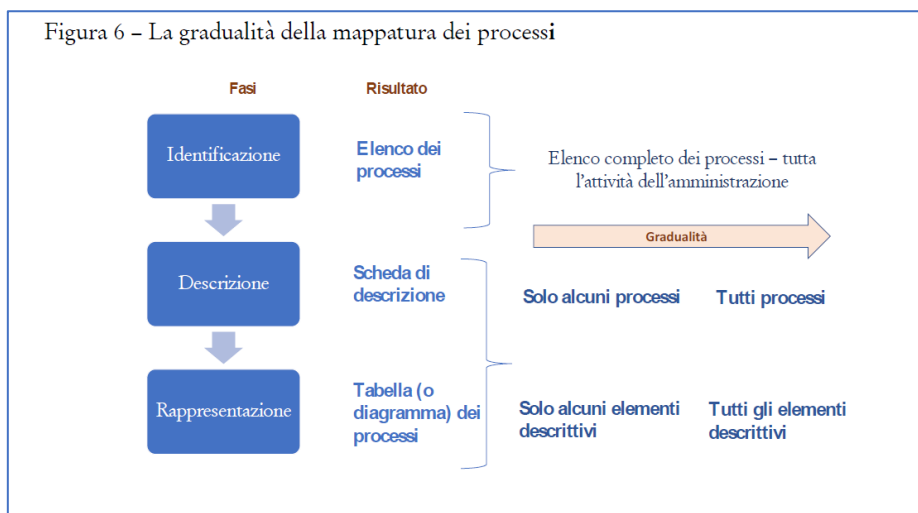 Figura 6 – La gradualità della mappatura dei processi
Fasi
Risultato
Identificazione
Elenco dei
processi
Elenco completo dei processi – tutta
l'attività dell'amministrazione
Gradualità
Descrizione
Scheda di
descrizione
Solo alcuni processi
Tutti processi
Rappresentazione
Tabella (o
diagramma) dei
processi
Solo alcuni elementi
descrittivi
Tutti gli elementi
descrittivi